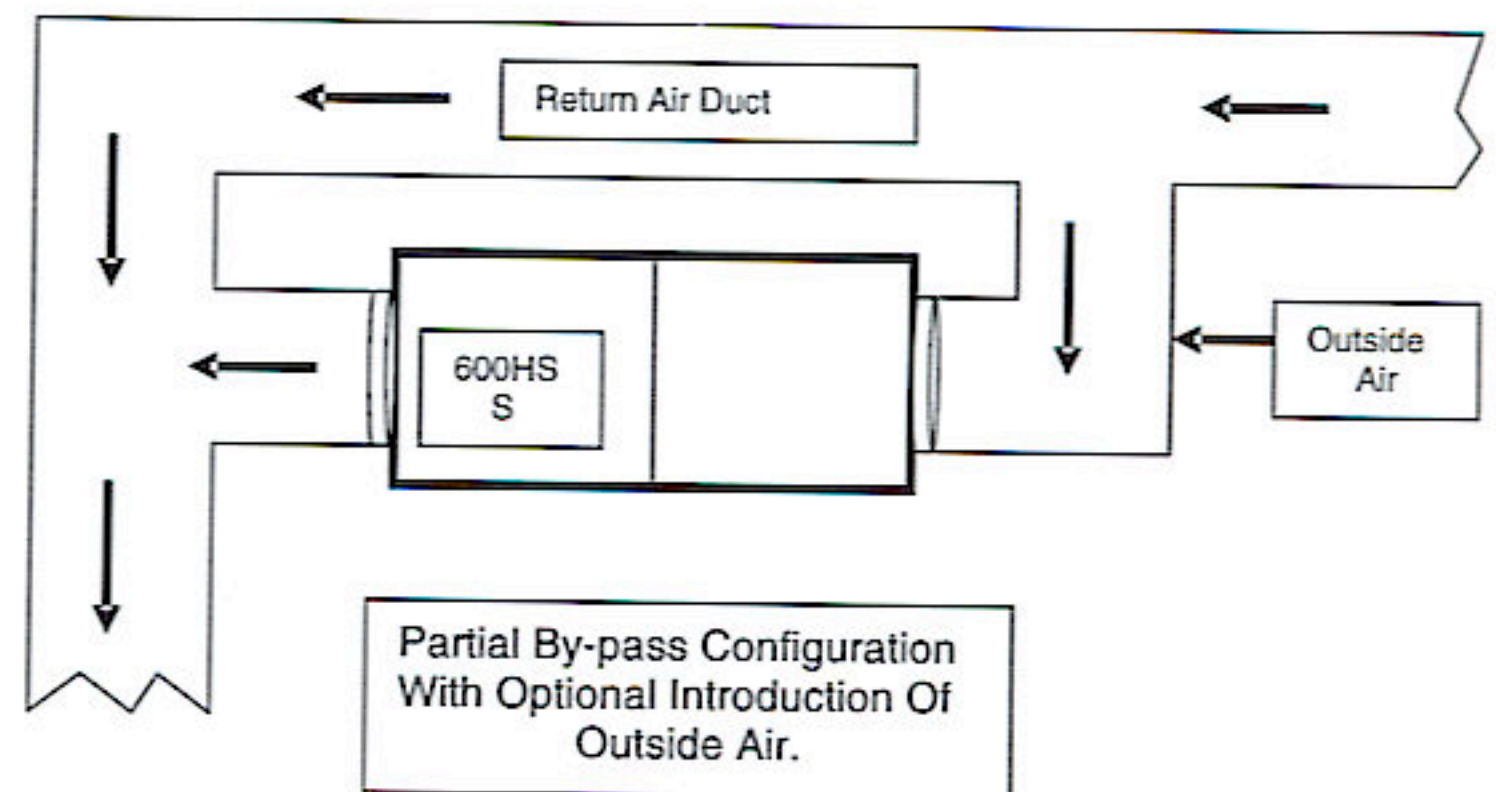 Return Air Duct
600HS
S
Outside
Air
Partial By-pass Configuration
With Optional Introduction Of
Outside Air.